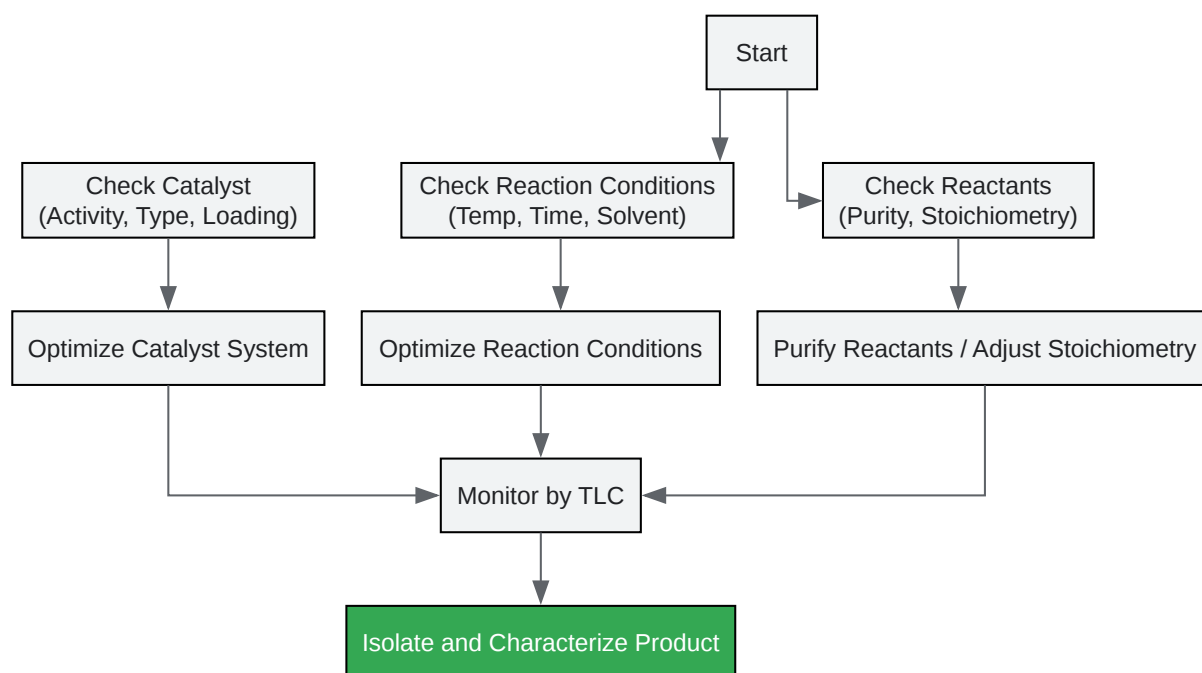 Start
Check Catalyst
(Activity, Type, Loading)
Check Reaction Conditions
(Temp, Time, Solvent)
Check Reactants
(Purity, Stoichiometry)
Optimize Catalyst System
Optimize Reaction Conditions
Purify Reactants / Adjust Stoichiometry
Monitor by TLC
Isolate and Characterize Product